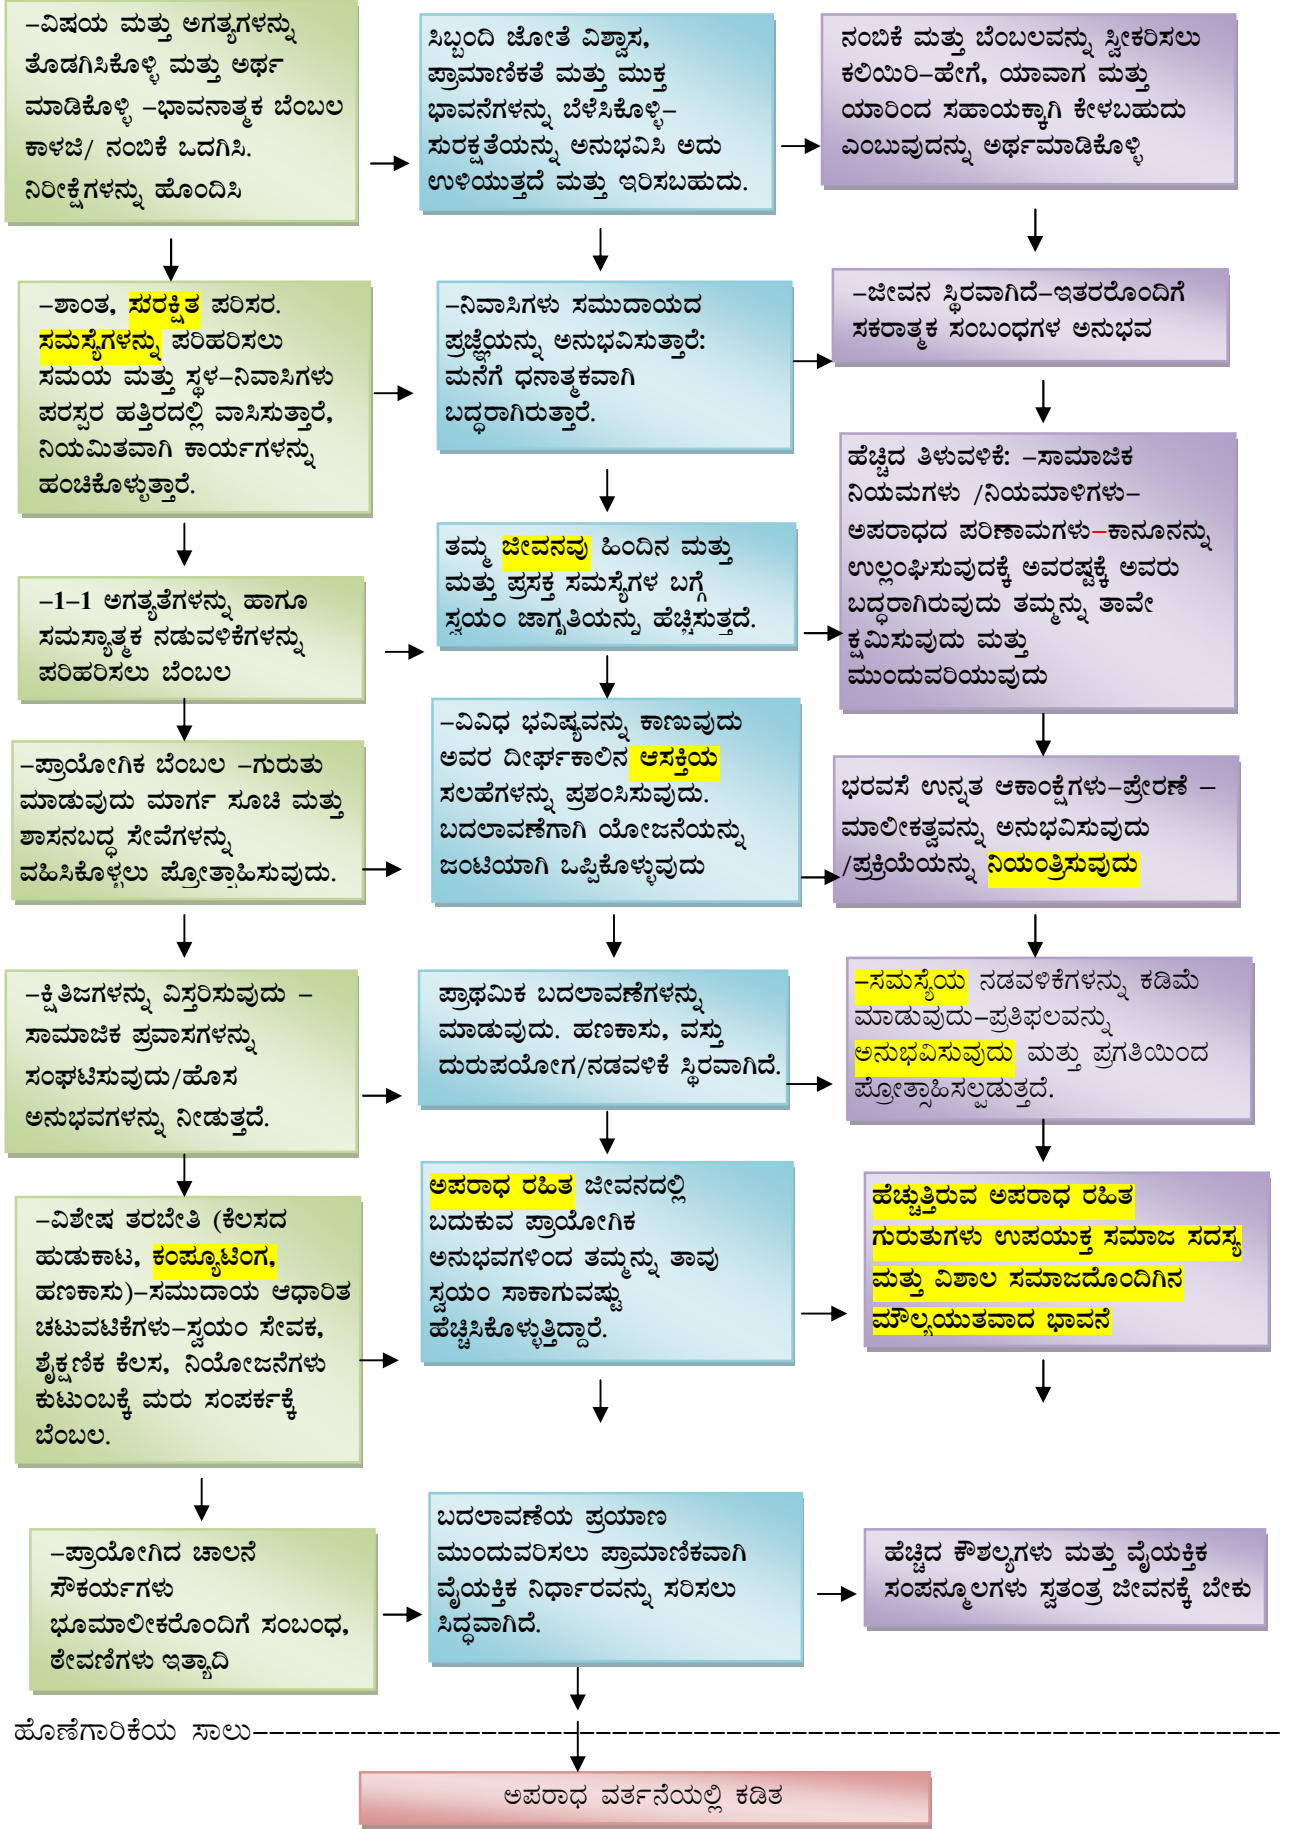 –ವಿಷಯ ಮತ್ತು ಅಗತ್ಯಗಳನ್ನು
ತೊಡಗಿಸಿಕೊಳ್ಳಿ ಮತ್ತು ಅರ್ಥ
ಮಾಡಿಕೊಳ್ಳಿ –ಭಾವನಾತ್ಮಕ ಬೆಂಬಲ
ಕಾಳಜಿ/ ನಂಬಿಕೆ ಒದಗಿಸಿ.
ನಿರೀಕ್ಷೆಗಳನ್ನು ಹೊಂದಿಸಿ
ಸಿಬ್ಬಂದಿ ಜೋತೆ ವಿಶ್ವಾಸ,
ಪ್ರಾಮಾಣಿಕತೆ ಮತ್ತು ಮುಕ್ತ
ಭಾವನೆಗಳನ್ನು ಬೆಳೆಸಿಕೊಳ್ಳಿ–
ಸುರಕ್ಷತೆಯನ್ನು ಅನುಭವಿಸಿ ಅದು
ಉಳಿಯುತ್ತದೆ ಮತ್ತು ಇರಿಸಬಹುದು.
ನಂಬಿಕೆ ಮತ್ತು ಬೆಂಬಲವನ್ನು ಸ್ವೀಕರಿಸಲು
ಕಲಿಯಿರಿ–ಹೇಗೆ, ಯಾವಾಗ ಮತ್ತು
ಯಾರಿಂದ ಸಹಾಯಕ್ಕಾಗಿ ಕೇಳಬಹುದು
ಎಂಬುವುದನ್ನು ಅರ್ಥಮಾಡಿಕೊಳ್ಳಿ
–ಶಾಂತ, ಸುರಕ್ಷಿತ ಪರಿಸರ.
ಸಮಸ್ಯೆಗಳನ್ನು ಪರಿಹರಿಸಲು
ಸಮಯ ಮತ್ತು ಸ್ಥಳ–ನಿವಾಸಿಗಳು
ಪರಸ್ಪರ ಹತ್ತಿರದಲ್ಲಿ ವಾಸಿಸುತ್ತಾರೆ,
ನಿಯಮಿತವಾಗಿ ಕಾರ್ಯಗಳನ್ನು
ಹಂಚಿಕೊಳ್ಳುತ್ತಾರೆ.
–ನಿವಾಸಿಗಳು ಸಮುದಾಯದ
ಪ್ರಜ್ಞೆಯನ್ನು ಅನುಭವಿಸುತ್ತಾರೆ:
ಮನೆಗೆ ಧನಾತ್ಮಕವಾಗಿ
ಬದ್ಧರಾಗಿರುತ್ತಾರೆ.
–ಜೀವನ ಸ್ಥಿರವಾಗಿದೆ–ಇತರರೊಂದಿಗೆ
ಸಕರಾತ್ಮಕ ಸಂಬಂಧಗಳ ಅನುಭವ
–1–1 ಅಗತ್ಯತೆಗಳನ್ನು ಹಾಗೂ
ಸಮಸ್ಯಾತ್ಮಕ ನಡುವಳಿಕೆಗಳನ್ನು
ಪರಿಹರಿಸಲು ಬೆಂಬಲ
ತಮ್ಮ ಜೀವನವು ಹಿಂದಿನ ಮತ್ತು
ಮತ್ತು ಪ್ರಸಕ್ತ ಸಮಸ್ಯೆಗಳ ಬಗ್ಗೆ
ಸ್ವಯಂ ಜಾಗೃತಿಯನ್ನು ಹೆಚ್ಚಿಸುತ್ತದೆ.
ಹೆಚ್ಚಿದ ತಿಳುವಳಿಕೆ: –ಸಾಮಾಜಿಕ
ನಿಯಮಗಳು /ನಿಯಮಾಳಿಗಳು–
ಅಪರಾಧದ ಪರಿಣಾಮಗಳು–ಕಾನೂನನ್ನು
ಉಲ್ಲಂಘಿಸುವುದಕ್ಕೆ ಅವರಷ್ಟಕ್ಕೆ ಅವರು
ಬದ್ಧರಾಗಿರುವುದು ತಮ್ಮನ್ನು ತಾವೇ
ಕ್ಷಮಿಸುವುದು ಮತ್ತು
ಮುಂದುವರಿಯುವುದು
–ಪ್ರಾಯೋಗಿಕ ಬೆಂಬಲ –ಗುರುತು
ಮಾಡುವುದು ಮಾರ್ಗ ಸೂಚಿ ಮತ್ತು
ಶಾಸನಬದ್ಧ ಸೇವೆಗಳನ್ನು
ವಹಿಸಿಕೊಳ್ಳಲು ಪ್ರೋತ್ಸಾಹಿಸುವುದು.
–ವಿವಿಧ ಭವಿಷ್ಯವನ್ನು ಕಾಣುವುದು
ಅವರ ದೀರ್ಘಕಾಲಿನ ಆಸಕ್ತಿಯ
ಸಲಹೆಗಳನ್ನು ಪ್ರಶಂಸಿಸುವುದು.
ಬದಲಾವಣೆಗಾಗಿ ಯೋಜನೆಯನ್ನು
ಜಂಟಿಯಾಗಿ ಒಪ್ಪಿಕೊಳ್ಳುವುದು
ಭರವಸೆ ಉನ್ನತ ಆಕಾಂಕ್ಷೆಗಳು–ಪ್ರೇರಣೆ –
ಮಾಲೀಕತ್ವವನ್ನು ಅನುಭವಿಸುವುದು
/ಪ್ರಕ್ರಿಯೆಯನ್ನು ನಿಯಂತ್ರಿಸುವುದು
–ಕ್ಷಿತಿಜಗಳನ್ನು ವಿಸ್ತರಿಸುವುದು –
ಸಾಮಾಜಿಕ ಪ್ರವಾಸಗಳನ್ನು
ಸಂಘಟಿಸುವುದು/ಹೊಸ
ಅನುಭವಗಳನ್ನು ನೀಡುತ್ತದೆ.
ಪ್ರಾಥಮಿಕ ಬದಲಾವಣೆಗಳನ್ನು
ಮಾಡುವುದು. ಹಣಕಾಸು, ವಸ್ತು
ದುರುಪಯೋಗ/ನಡವಳಿಕೆ ಸ್ಥಿರವಾಗಿದೆ.
–ಸಮಸ್ಯೆಯ ನಡವಳಿಕೆಗಳನ್ನು ಕಡಿಮೆ
ಮಾಡುವುದು–ಪ್ರತಿಫಲವನ್ನು
ಅನುಭವಿಸುವುದು ಮತ್ತು ಪ್ರಗತಿಯಿಂದ
ಪ್ರೋತ್ಸಾಹಿಸಲ್ಪಡುತ್ತದೆ.
–ವಿಶೇಷ ತರಬೇತಿ (ಕೆಲಸದ
ಹುಡುಕಾಟ, ಕಂಪ್ಯೂಟಿಂಗ,
ಹಣಕಾಸು)–ಸಮುದಾಯ ಆಧಾರಿತ
ಚಟುವಟಿಕೆಗಳು–ಸ್ವಯಂ ಸೇವಕ,
ಶೈಕ್ಷಣಿಕ ಕೆಲಸ, ನಿಯೋಜನೆಗಳು
ಕುಟುಂಬಕ್ಕೆ ಮರು ಸಂಪರ್ಕಕ್ಕೆ
ಬೆಂಬಲ.
ಅಪರಾಧ ರಹಿತ ಜೀವನದಲ್ಲಿ
ಬದುಕುವ ಪ್ರಾಯೋಗಿಕ
ಅನುಭವಗಳಿಂದ ತಮ್ಮನ್ನು ತಾವು
ಸ್ವಯಂ ಸಾಕಾಗುವಷ್ಟು
ಹೆಚ್ಚಿಸಿಕೊಳ್ಳುತ್ತಿದ್ದಾರೆ.
ಹೆಚ್ಚುತ್ತಿರುವ ಅಪರಾಧ ರಹಿತ
ಗುರುತುಗಳು ಉಪಯುಕ್ತ ಸಮಾಜ ಸದಸ್ಯ
ಮತ್ತು ವಿಶಾಲ ಸಮಾಜದೊಂದಿಗಿನ
ಮೌಲ್ಯಯುತವಾದ ಭಾವನೆ
–ಪ್ರಾಯೋಗಿದ ಚಾಲನೆ
ಸೌಕರ್ಯಗಳು
ಭೂಮಾಲೀಕರೊಂದಿಗೆ ಸಂಬಂಧ,
ಠೇವಣಿಗಳು ಇತ್ಯಾದಿ
ಬದಲಾವಣೆಯ ಪ್ರಯಾಣ
ಮುಂದುವರಿಸಲು ಪ್ರಾಮಾಣಿಕವಾಗಿ
ವೈಯಕ್ತಿಕ ನಿರ್ಧಾರವನ್ನು ಸರಿಸಲು
ಸಿದ್ಧವಾಗಿದೆ.
ಹೆಚ್ಚಿದ ಕೌಶಲ್ಯಗಳು ಮತ್ತು ವೈಯಕ್ತಿಕ
ಸಂಪನ್ಮೂಲಗಳು ಸ್ವತಂತ್ರ ಜೀವನಕ್ಕೆ ಬೇಕು
ಹೊಣೆಗಾರಿಕೆಯ ಸಾಲು–––––––––––––––––––––––––––––––––––––––––––––––––––––––––––––––
ಅಪರಾಧ ವರ್ತನೆಯಲ್ಲಿ ಕಡಿತ